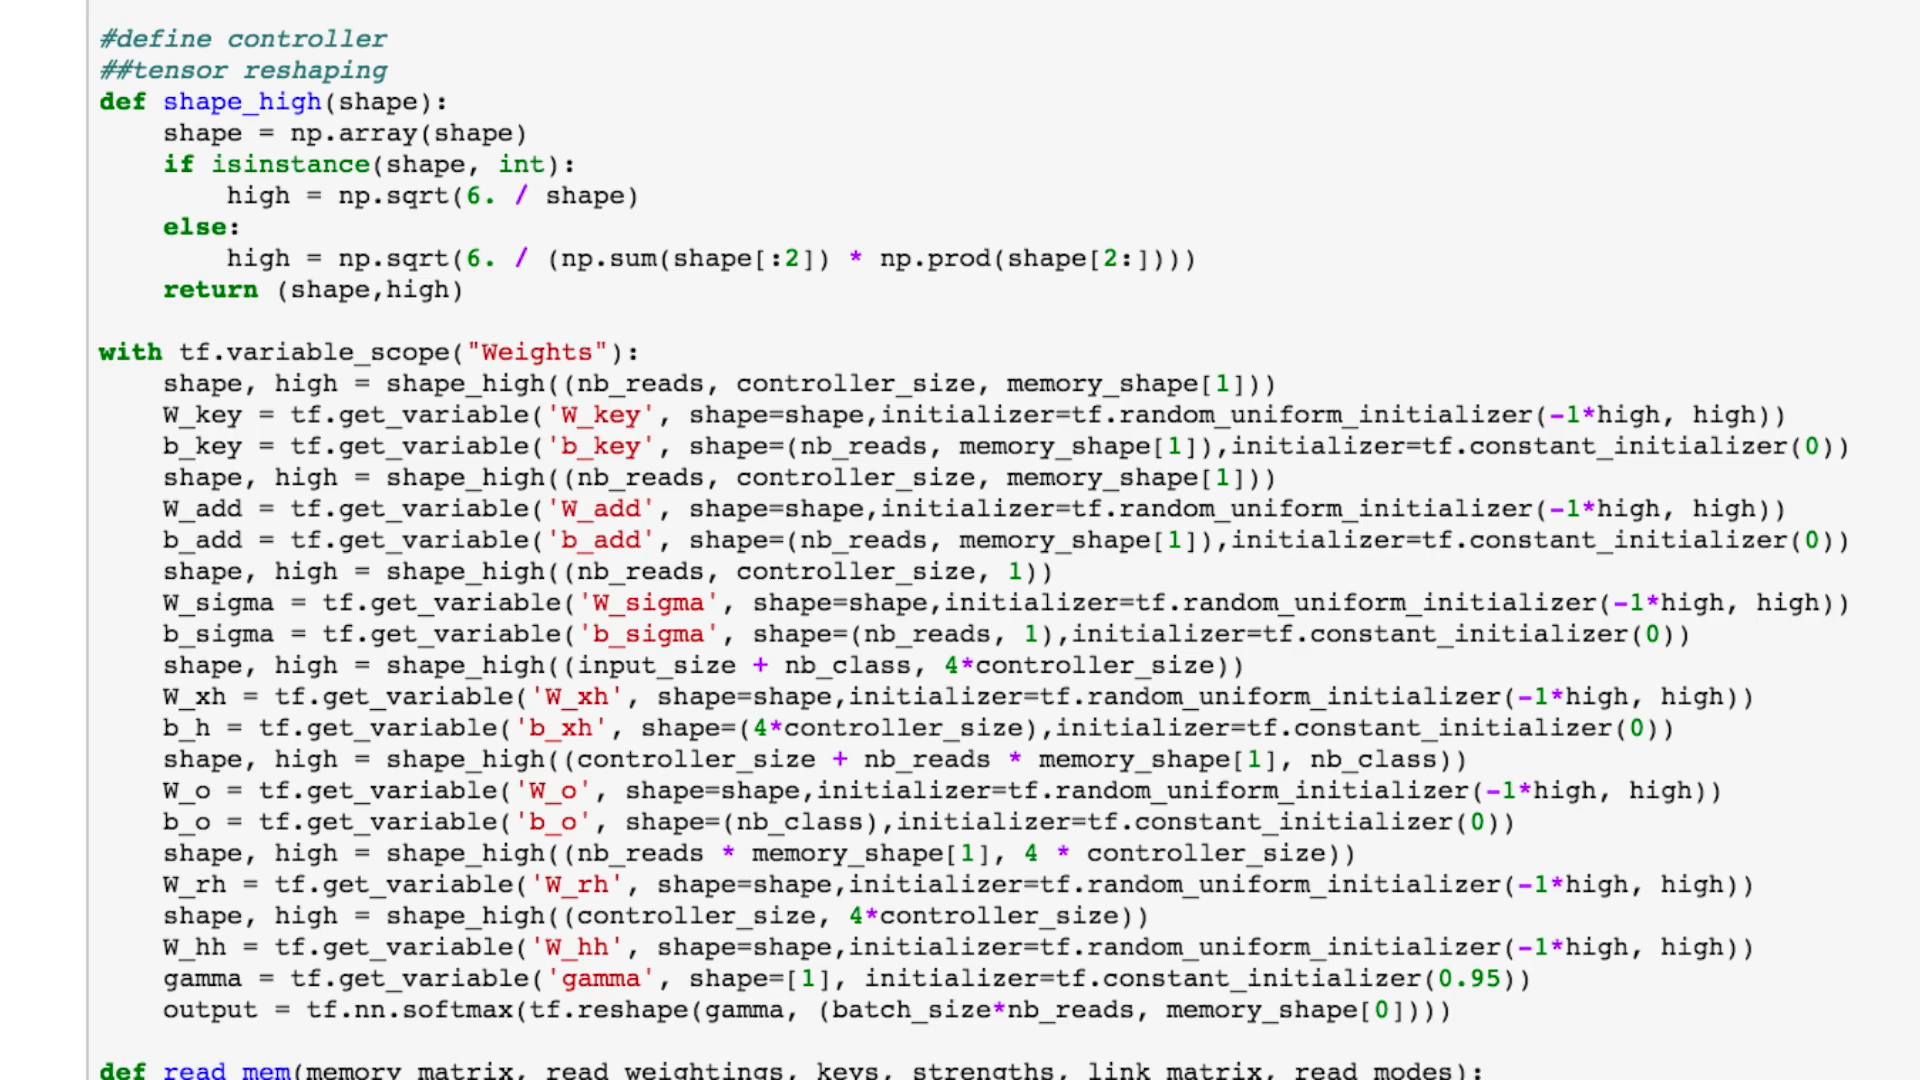 #define controller
##tensor reshaping
def shape_high(shape):
    shape = np.array(shape)
    if isinstance(shape, int):
        high = np.sqrt(6. / shape)
    else:
        high = np.sqrt(6. / (np.sum(shape[:2]) * np.prod(shape[2:])))
    return (shape,high)
with tf.variable_scope("Weights"):
    shape, high = shape_high((nb_reads, controller_size, memory_shape[1]))
    W_key = tf.get_variable('W_key', shape=shape,initializer=tf.random_uniform_initializer(-1*high, high))
    b_key = tf.get_variable('b_key', shape=(nb_reads, memory_shape[1]),initializer=tf.constant_initializer(0))
    shape, high = shape_high((nb_reads, controller_size, memory_shape[1]))
    W_add = tf.get_variable('W_add', shape=shape,initializer=tf.random_uniform_initializer(-1*high, high))
    b_add = tf.get_variable('b_add', shape=(nb_reads, memory_shape[1]),initializer=tf.constant_initializer(0))
    shape, high = shape_high((nb_reads, controller_size, 1))
    W_sigma = tf.get_variable('W_sigma', shape=shape,initializer=tf.random_uniform_initializer(-1*high, high))
    b_sigma = tf.get_variable('b_sigma', shape=(nb_reads, 1),initializer=tf.constant_initializer(0))
    shape, high = shape_high((input_size + nb_class, 4*controller_size))
    W_xh = tf.get_variable('W_xh', shape=shape,initializer=tf.random_uniform_initializer(-1*high, high))
    b_h = tf.get_variable('b_xh', shape=(4*controller_size),initializer=tf.constant_initializer(0))
    shape, high = shape_high((controller_size + nb_reads * memory_shape[1], nb_class))
    W_o = tf.get_variable('W_o', shape=shape,initializer=tf.random_uniform_initializer(-1*high, high))
    b_o = tf.get_variable('b_o', shape=(nb_class),initializer=tf.constant_initializer(0))
    shape, high = shape_high((nb_reads * memory_shape[1], 4 * controller_size))
    W_rh = tf.get_variable('W_rh', shape=shape,initializer=tf.random_uniform_initializer(-1*high, high))
    shape, high = shape_high((controller_size, 4*controller_size))
    W_hh = tf.get_variable('W_hh', shape=shape,initializer=tf.random_uniform_initializer(-1*high, high))
    gamma = tf.get_variable('gamma', shape=[1], initializer=tf.constant_initializer(0.95))
    output = tf.nn.softmax(tf.reshape(gamma, (batch_size*nb_reads, memory_shape[0])))
def read_mem(memory_matrix, read_weightings, keys, strengths, link_matrix, read_modes):